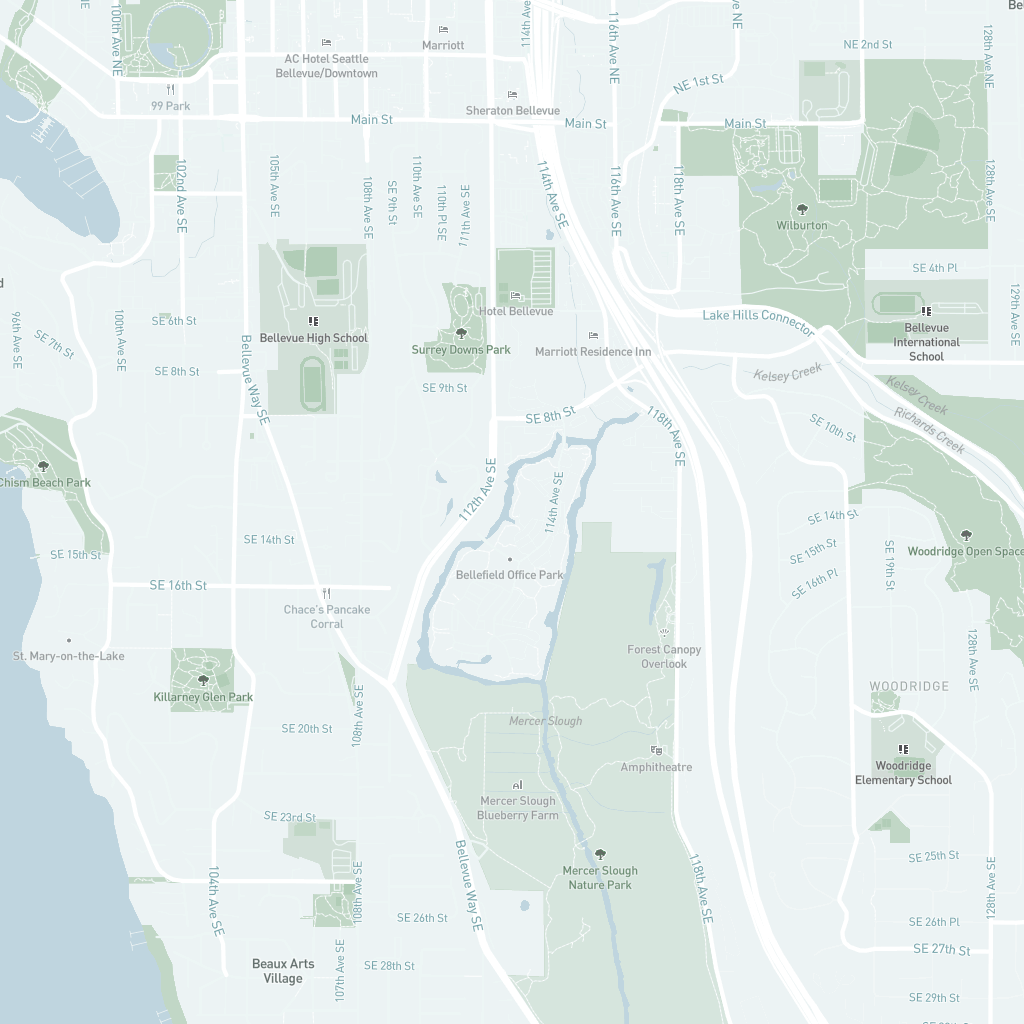 100th Ave NE
114th Ave
116th Ave NE
Ave NE
Be
128th Ave NE
NE
NE 2nd St
Marriott
AC Hotel Seattle
Bellevue/Downtown
NE 1st St
99 Park
Sheraton Bellevue
Main St
Main St
Main St
102nd Ave SE
105th Ave SE
108th Ave SE
SE 9th St
110th Ave SE
110th Pl SE
111th Ave SE
114th Ave SE
116th Ave SE
118th Ave SE
128th Ave SE
Wilburton
SE 4th Pl
d
96th Ave SE
SE 7th St
100th Ave SE
SE 6th St
Bellevue High School
Hotel Bellevue
Surrey Downs Park
Marriott Residence Inn
Lake Hills Connector
Bellevue
International
School
129th Ave SE
SE 8th St
Bellevue Way SE
SE 9th St
SE 8th St
118th Ave SE
Kelsey Creek
Kelsey Creek
Richards Creek
SE 10th St
Chism Beach Park
112th Ave SE
114th Ave SE
SE 14th St
SE 14th St
SE 15th St
SE 15th St
SE 16th Pl
SE 19th St
Woodridge Open Space
Bellefield Office Park
SE 16th St
Chace's Pancake
Corral
St. Mary-on-the-Lake
Forest Canopy
Overlook
128th Ave SE
Killarney Glen Park
WOODRIDGE
108th Ave SE
SE 20th St
Mercer Slough
Amphitheatre
Woodridge
Elementary School
Mercer Slough
Blueberry Farm
SE 23rd St
Bellevue Way SE
Mercer Slough
Nature Park
118th Ave SE
SE 25th St
104th Ave SE
108th Ave SE
128th Ave SE
SE 26th St
SE 26th Pl
107th Ave SE
SE 27th St
Beaux Arts
Village
SE 28th St
SE 29th St